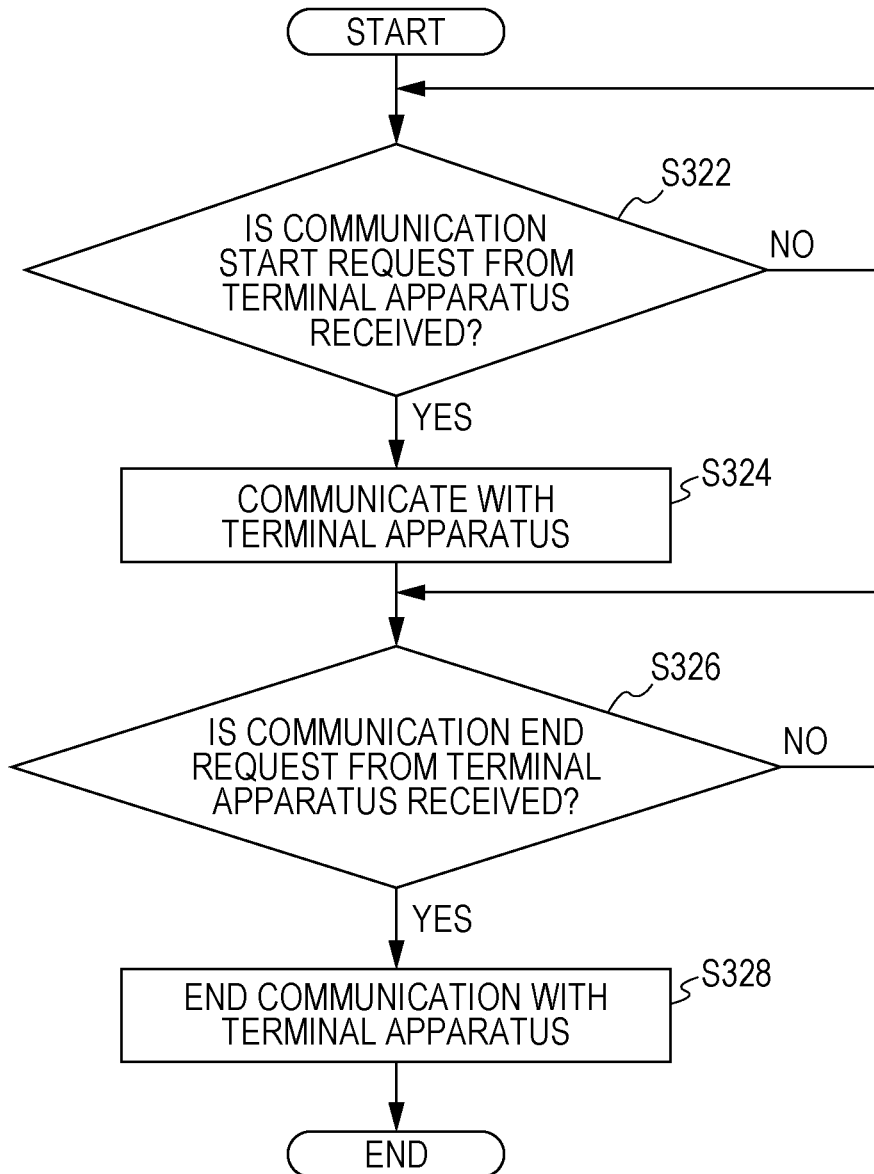 START
S322
IS COMMUNICATION
START REQUEST FROM
TERMINAL APPARATUS
RECEIVED?
NO
YES
S324
COMMUNICATE WITH
TERMINAL APPARATUS
S326
IS COMMUNICATION END
REQUEST FROM TERMINAL
APPARATUS RECEIVED?
NO
YES
S328
END COMMUNICATION WITH
TERMINAL APPARATUS
END